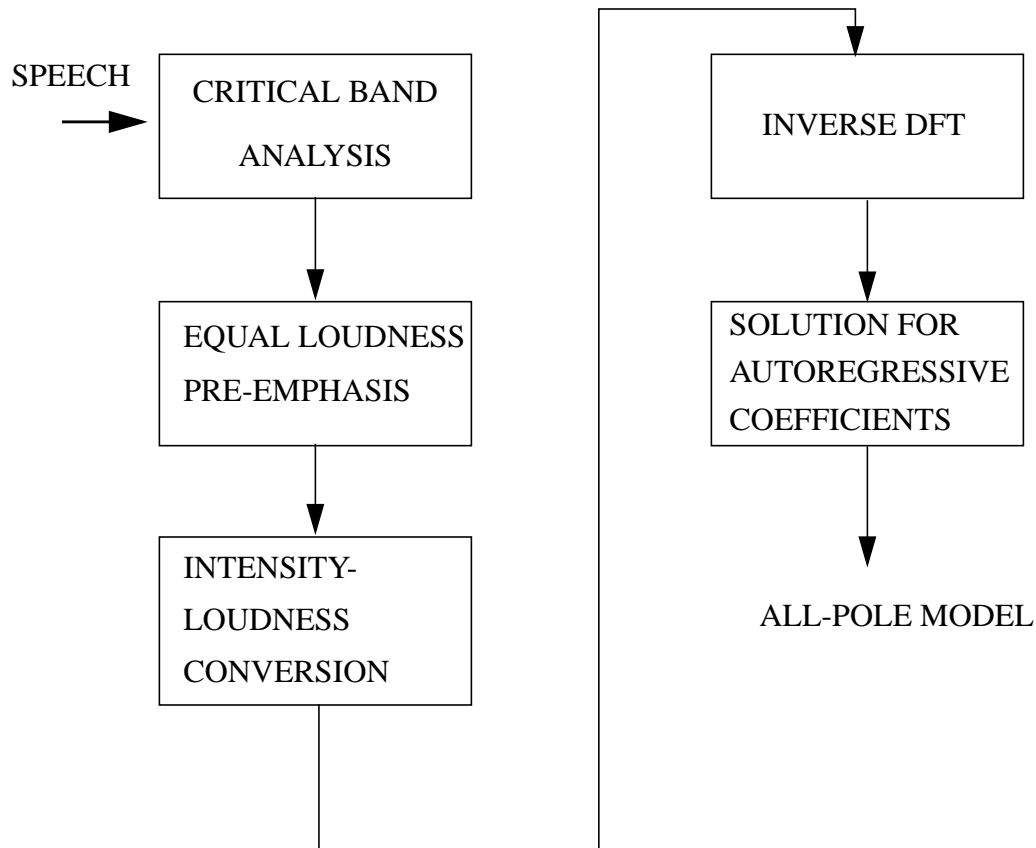 SPEECH
CRITICAL BAND
ANALYSIS
EQUAL LOUDNESS
PRE-EMPHASIS
INTENSITY-
LOUDNESS
CONVERSION
INVERSE DFT
SOLUTION FOR
AUTOREGRESSIVE
COEFFICIENTS
ALL-POLE MODEL